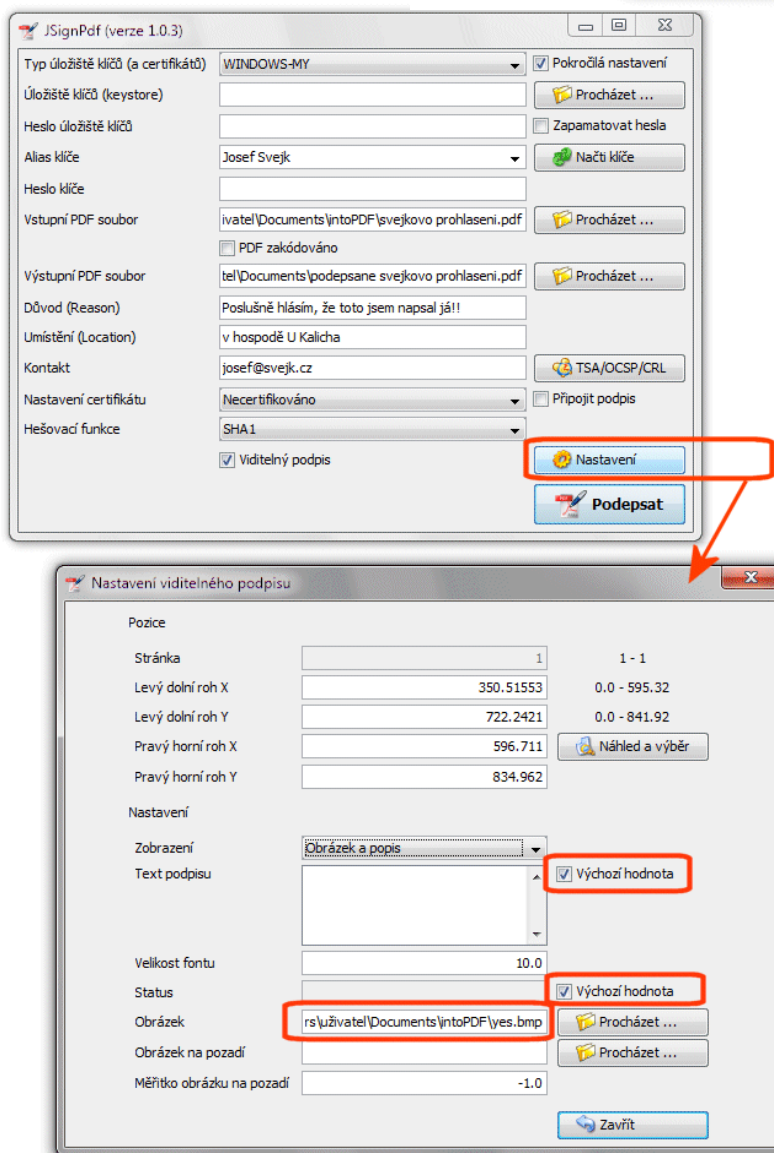 JSignPdf (verze 1.0.3)
Typ úložiště klíčů (a certifikátů) WINDOWS-MY Pokročilá nastavení
Úložiště klíčů (keystore) Procházet ...
Heslo úložiště klíčů Zapamatovat hesla
Alias klíče Josef Svejk Načti klíče
Heslo klíče
Vstupní PDF soubor ivatel\Documents\intoPDF\svejkovo prohlaseni.pdf Procházet ...
PDF zakódováno
Výstupní PDF soubor tel\Documents\podepsane svejkovo prohlaseni.pdf Procházet ...
Důvod (Reason) Poslušně hlásím, že toto jsem napsal já!!
Umístění (Location) v hospodě U Kalicha
Kontakt josef@svejk.cz TSA/OCSP/CRL
Nastavení certifikátu Necertifikováno Připojit podpis
Hešovací funkce SHA1
Viditelný podpis Nastavení
Podepsat
Nastavení viditelného podpisu
Pozice
Stránka 1 1 - 1
Levý dolní roh X 350.51553 0.0 - 595.32
Levý dolní roh Y 722.2421 0.0 - 841.92
Pravý horní roh X 596.711 Náhled a výběr
Pravý horní roh Y 834.962
Nastavení
Zobrazení Obrázek a popis
Text podpisu Výchozí hodnota
Velikost fontu 10.0
Status Výchozí hodnota
Obrázek rs\uživatel\Documents\intoPDF\yes.bmp Procházet ...
Obrázek na pozadí Procházet ...
Měřítko obrázku na pozadí -1.0
Zavřít